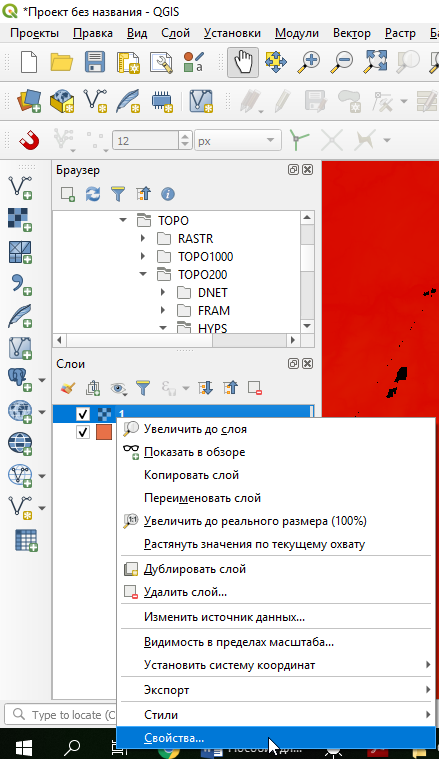 *Проект без названия - QGIS
Проекты Правка Вид Слой Установки Модули Вектор Растр
12 px
Браузер
TOPO
RASTR
TOPO1000
TOPO200
DNET
FRAM
HYPS
Слои
1
Увеличить до слоя
Показать в обзоре
Копировать слой
Переименовать слой
1:1 Увеличить до реального размера (100%)
Растянуть значения по текущему охвату
Дублировать слой
Удалить слой...
Изменить источник данных...
Видимость в пределах масштаба...
Установить систему координат
Экспорт
Стили
Type to locate (C
Свойства...